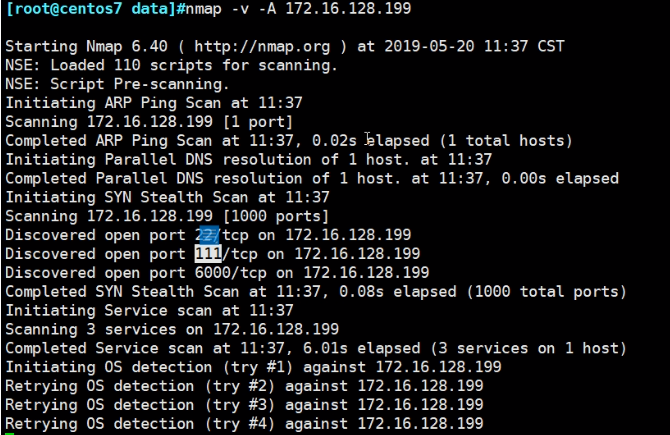 [root@centos7 data]#nmap -v -A 172.16.128.199
Starting Nmap 6.40 ( http://nmap.org ) at 2019-05-20 11:37 CST
NSE: Loaded 110 scripts for scanning.
NSE: Script Pre-scanning.
Initiating ARP Ping Scan at 11:37
Scanning 172.16.128.199 [1 port]
Completed ARP Ping Scan at 11:37, 0.02s elapsed (1 total hosts)
Initiating Parallel DNS resolution of 1 host. at 11:37
Completed Parallel DNS resolution of 1 host. at 11:37, 0.00s elapsed
Initiating SYN Stealth Scan at 11:37
Scanning 172.16.128.199 [1000 ports]
Discovered open port 22/tcp on 172.16.128.199
Discovered open port 111/tcp on 172.16.128.199
Discovered open port 6000/tcp on 172.16.128.199
Completed SYN Stealth Scan at 11:37, 0.08s elapsed (1000 total ports)
Initiating Service scan at 11:37
Scanning 3 services on 172.16.128.199
Completed Service scan at 11:37, 6.01s elapsed (3 services on 1 host)
Initiating OS detection (try #1) against 172.16.128.199
Retrying OS detection (try #2) against 172.16.128.199
Retrying OS detection (try #3) against 172.16.128.199
Retrying OS detection (try #4) against 172.16.128.199